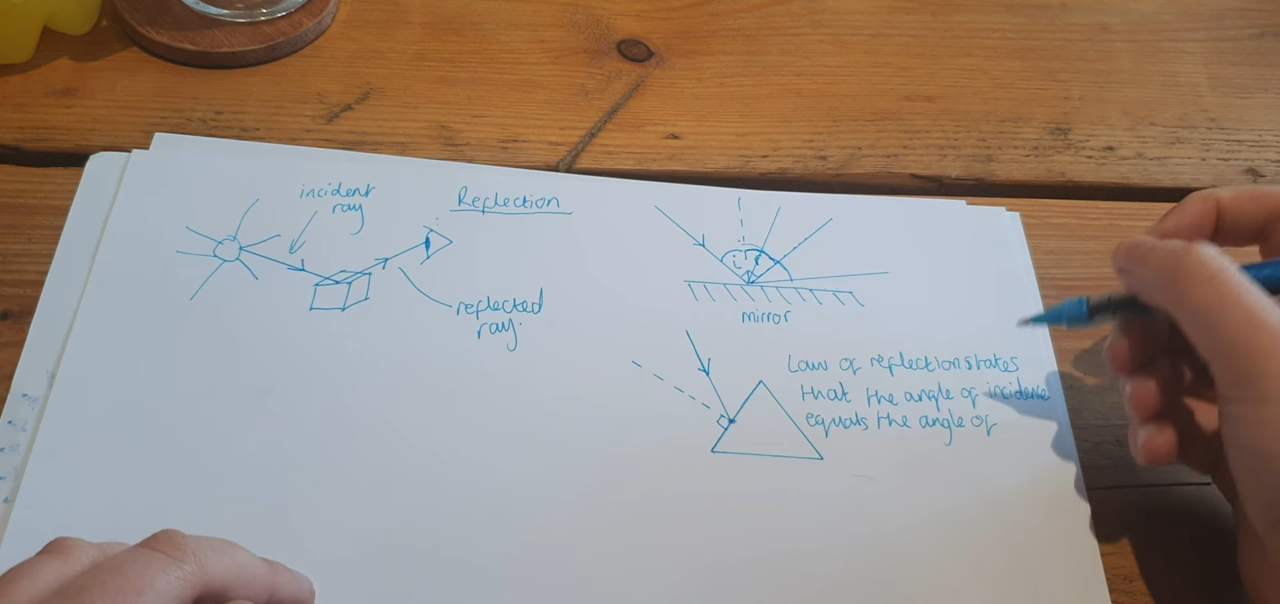 incident
ray
Reflection
reflected
ray.
i r
mirror
Law of reflection states
that the angle of incidence
equals the angle of